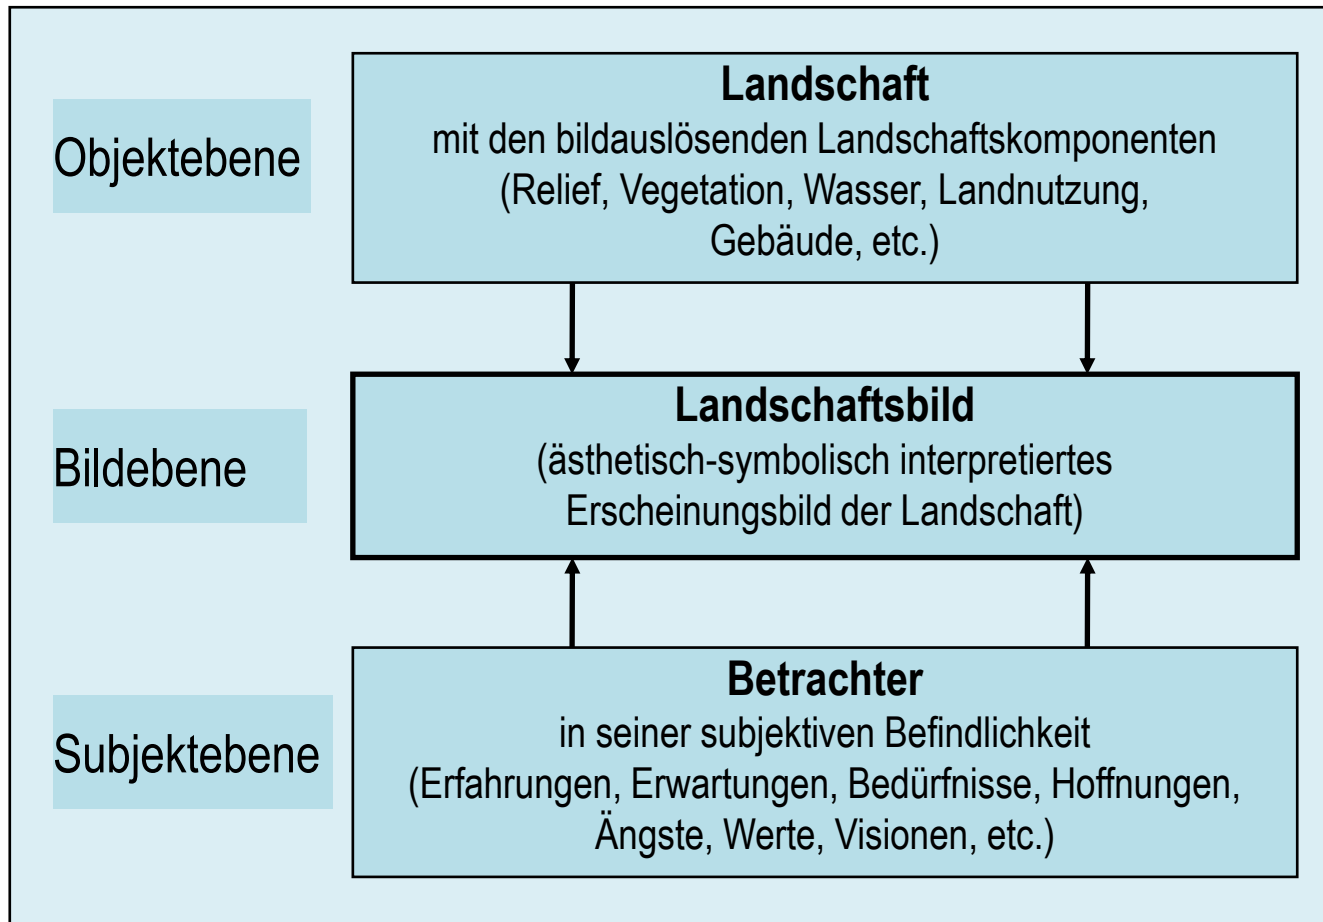 Objektebene
Landschaft
mit den bildauslösenden Landschaftskomponenten
(Relief, Vegetation, Wasser, Landnutzung,
Gebäude, etc.)
Bildebene
Landschaftsbild
(ästhetisch-symbolisch interpretiertes
Erscheinungsbild der Landschaft)
Subjektebene
Betrachter
in seiner subjektiven Befindlichkeit
(Erfahrungen, Erwartungen, Bedürfnisse, Hoffnungen,
Ängste, Werte, Visionen, etc.)